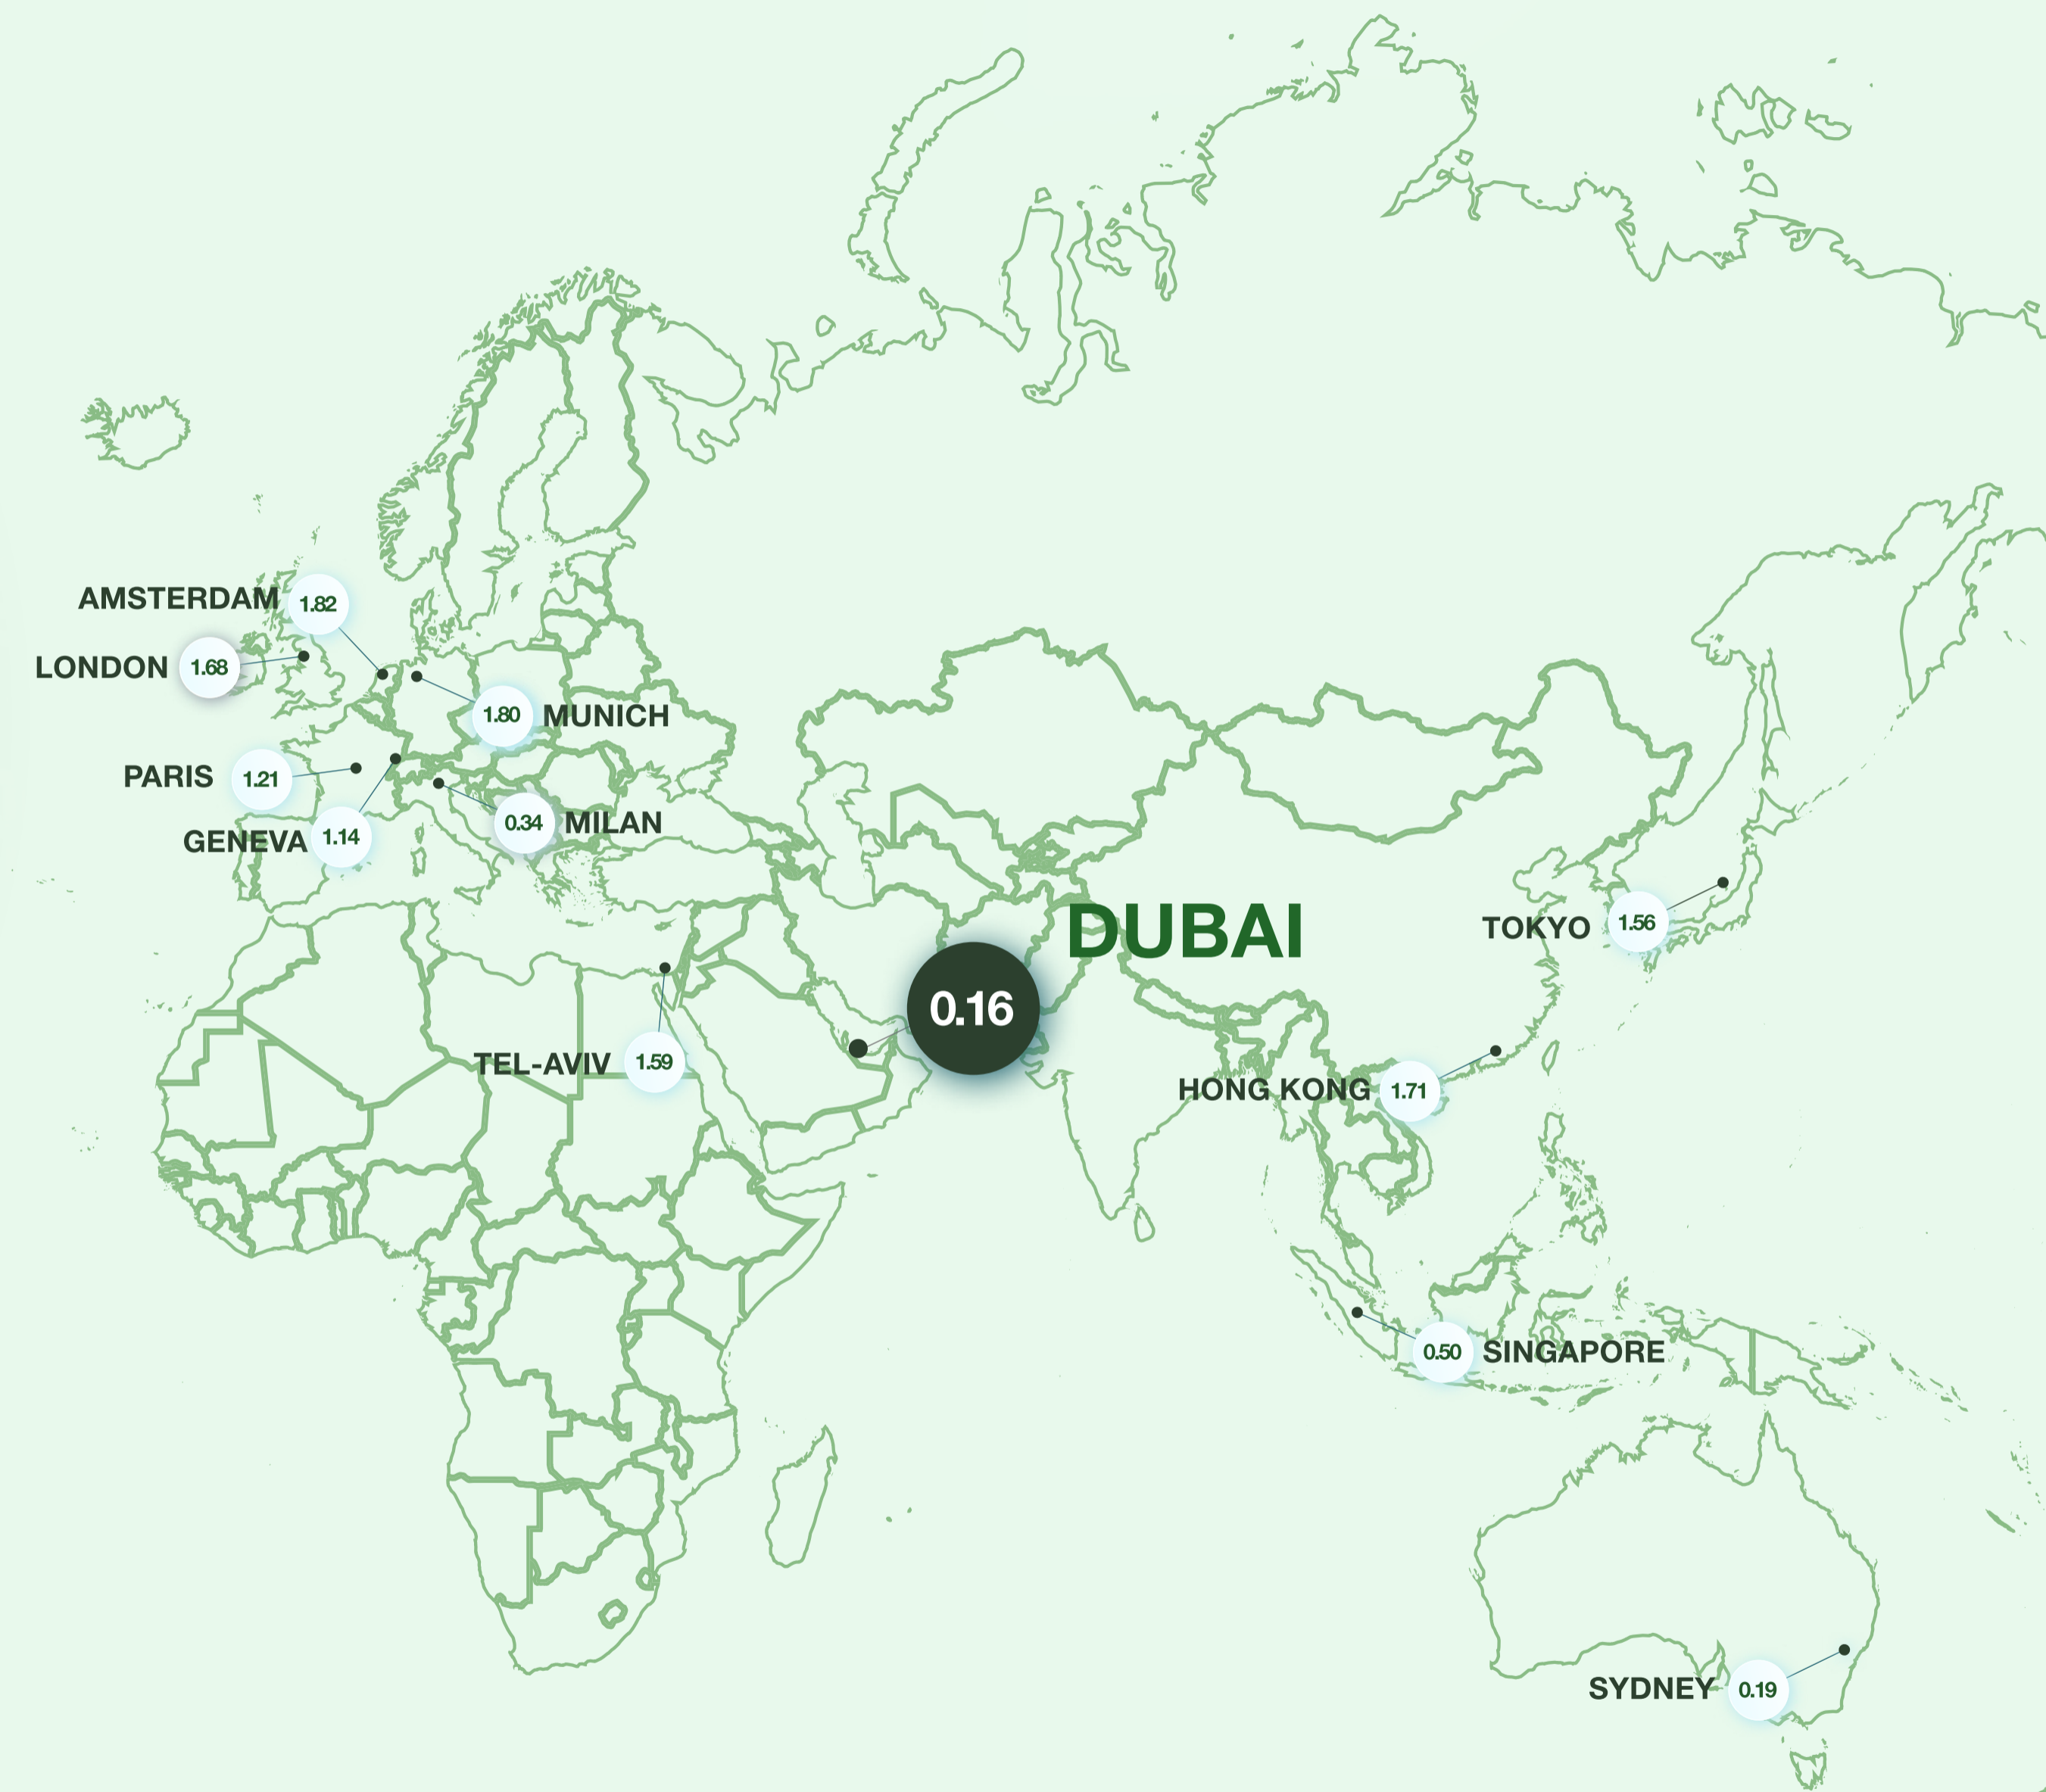 AMSTERDAM 1.82
LONDON 1.68
1.80 MUNICH
PARIS 1.21
GENEVA 1.14
0.34 MILAN
DUBAI
0.16
TOKYO 1.56
TEL-AVIV 1.59
HONG KONG 1.71
0.50 SINGAPORE
SYDNEY 0.19